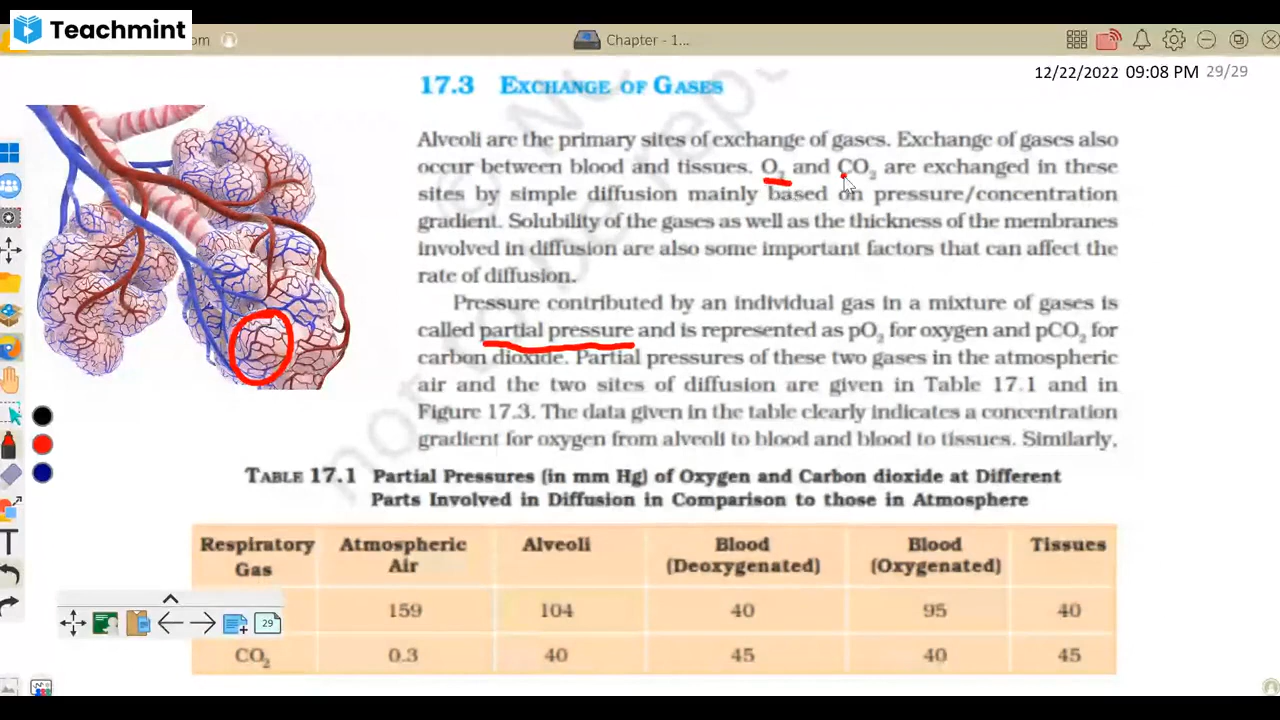 Teachmint
om
Chapter - 1...
12/22/2022 09:08 PM 29/29
17.3 EXCHANGE OF GASES
Alveoli are the primary sites of exchange of gases. Exchange of gases also
occur between blood and tissues. O₂ and CO₂ are exchanged in these
sites by simple diffusion mainly based on pressure/concentration
gradient. Solubility of the gases as well as the thickness of the membranes
involved in diffusion are also some important factors that can affect the
rate of diffusion.
Pressure contributed by an individual gas in a mixture of gases is
called partial pressure and is represented as pO₂ for oxygen and pCO₂ for
carbon dioxide. Partial pressures of these two gases in the atmospheric
air and the two sites of diffusion are given in Table 17.1 and in
Figure 17.3. The data given in the table clearly indicates a concentration
gradient for oxygen from alveoli to blood and blood to tissues. Similarly,
TABLE 17.1 Partial Pressures (in mm Hg) of Oxygen and Carbon dioxide at Different
Parts Involved in Diffusion in Comparison to those in Atmosphere
Respiratory Gas Atmospheric Air Alveoli Blood (Deoxygenated) Blood (Oxygenated) Tissues
159 104 40 95 40
CO₂ 0.3 40 45 40 45
29